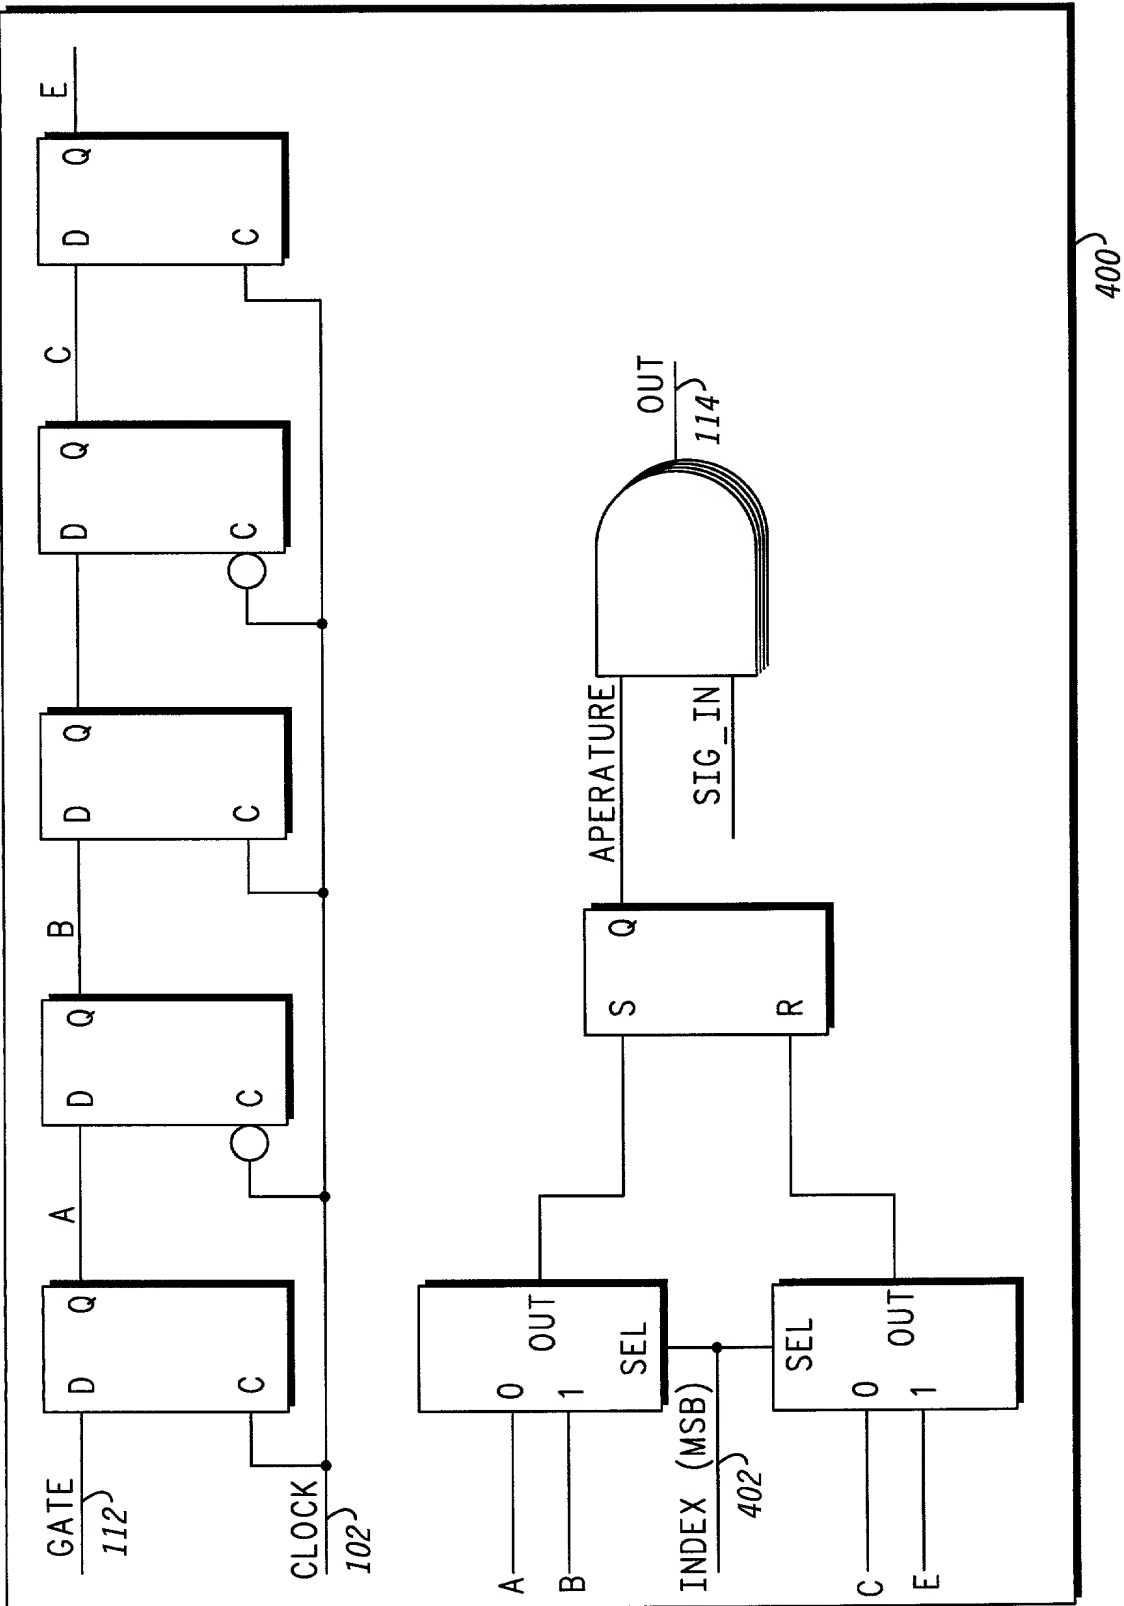 GATE
112
D
Q
C
A
D
Q
C
B
D
Q
C
D
Q
C
C
D
Q
C
E
CLOCK
102
A
B
0
1
OUT
SEL
INDEX (MSB)
402
C
E
SEL
0
1
OUT
S
Q
R
APERATURE
SIG_IN
OUT
114
400